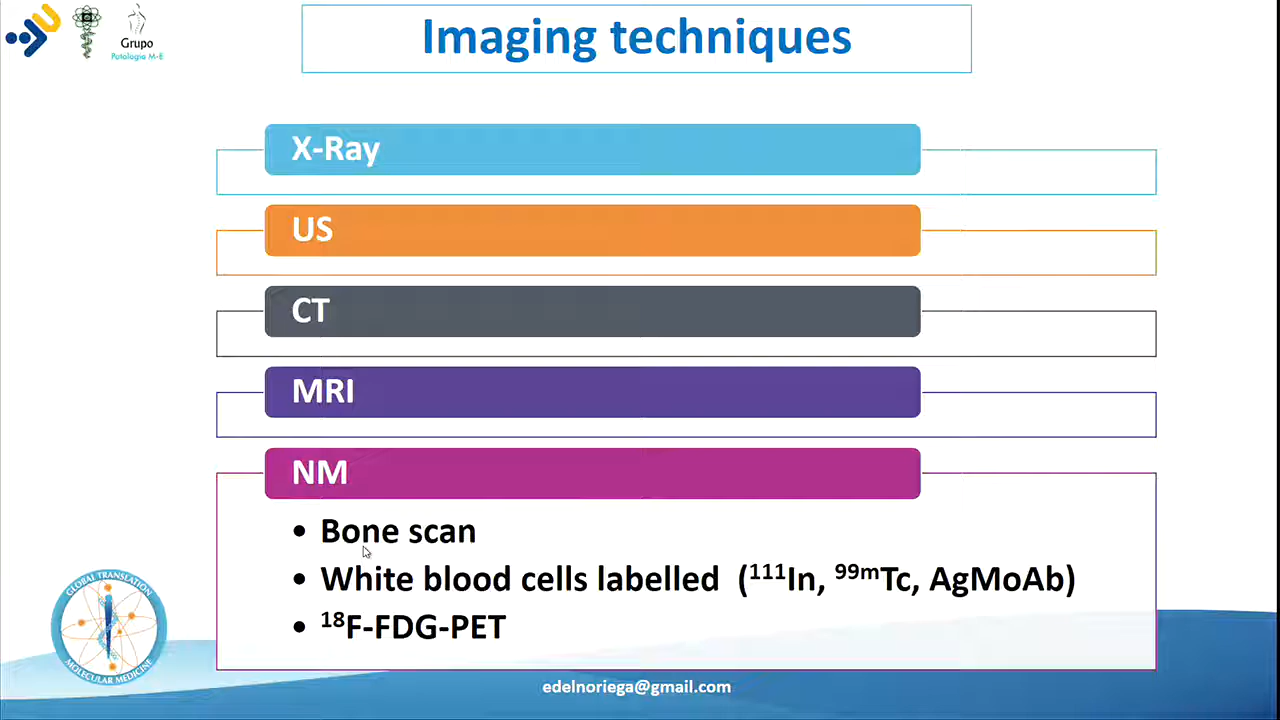 Grupo
Patología M-E
Imaging techniques
X-Ray
US
CT
MRI
NM
• Bone scan
• White blood cells labelled (¹¹¹In, ⁹⁹ᵐTc, AgMoAb)
• ¹⁸F-FDG-PET
GLOBAL TRANSLATION
MOLECULAR MEDICINE
edelnoriega@gmail.com